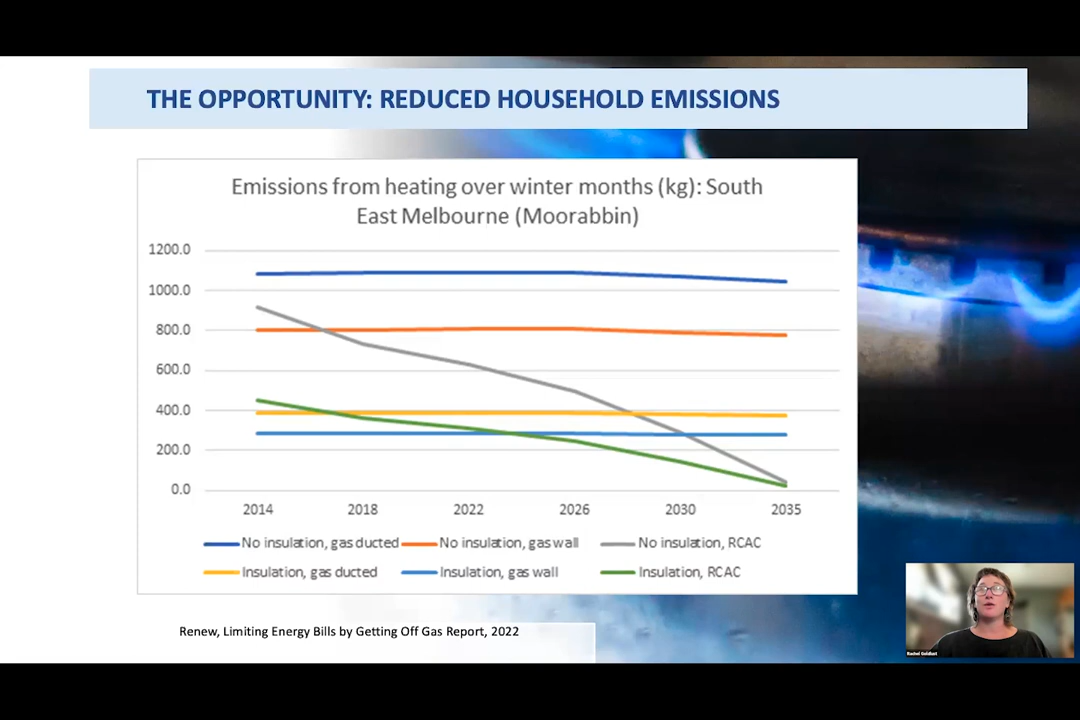 THE OPPORTUNITY: REDUCED HOUSEHOLD EMISSIONS
Emissions from heating over winter months (kg): South
East Melbourne (Moorabbin)
1200.0
1000.0
800.0
600.0
400.0
200.0
0.0
2014 2018 2022 2026 2030 2035
No insulation, gas ducted No insulation, gas wall No insulation, RCAC
Insulation, gas ducted Insulation, gas wall Insulation, RCAC
Renew, Limiting Energy Bills by Getting Off Gas Report, 2022
Rachel Goldlust